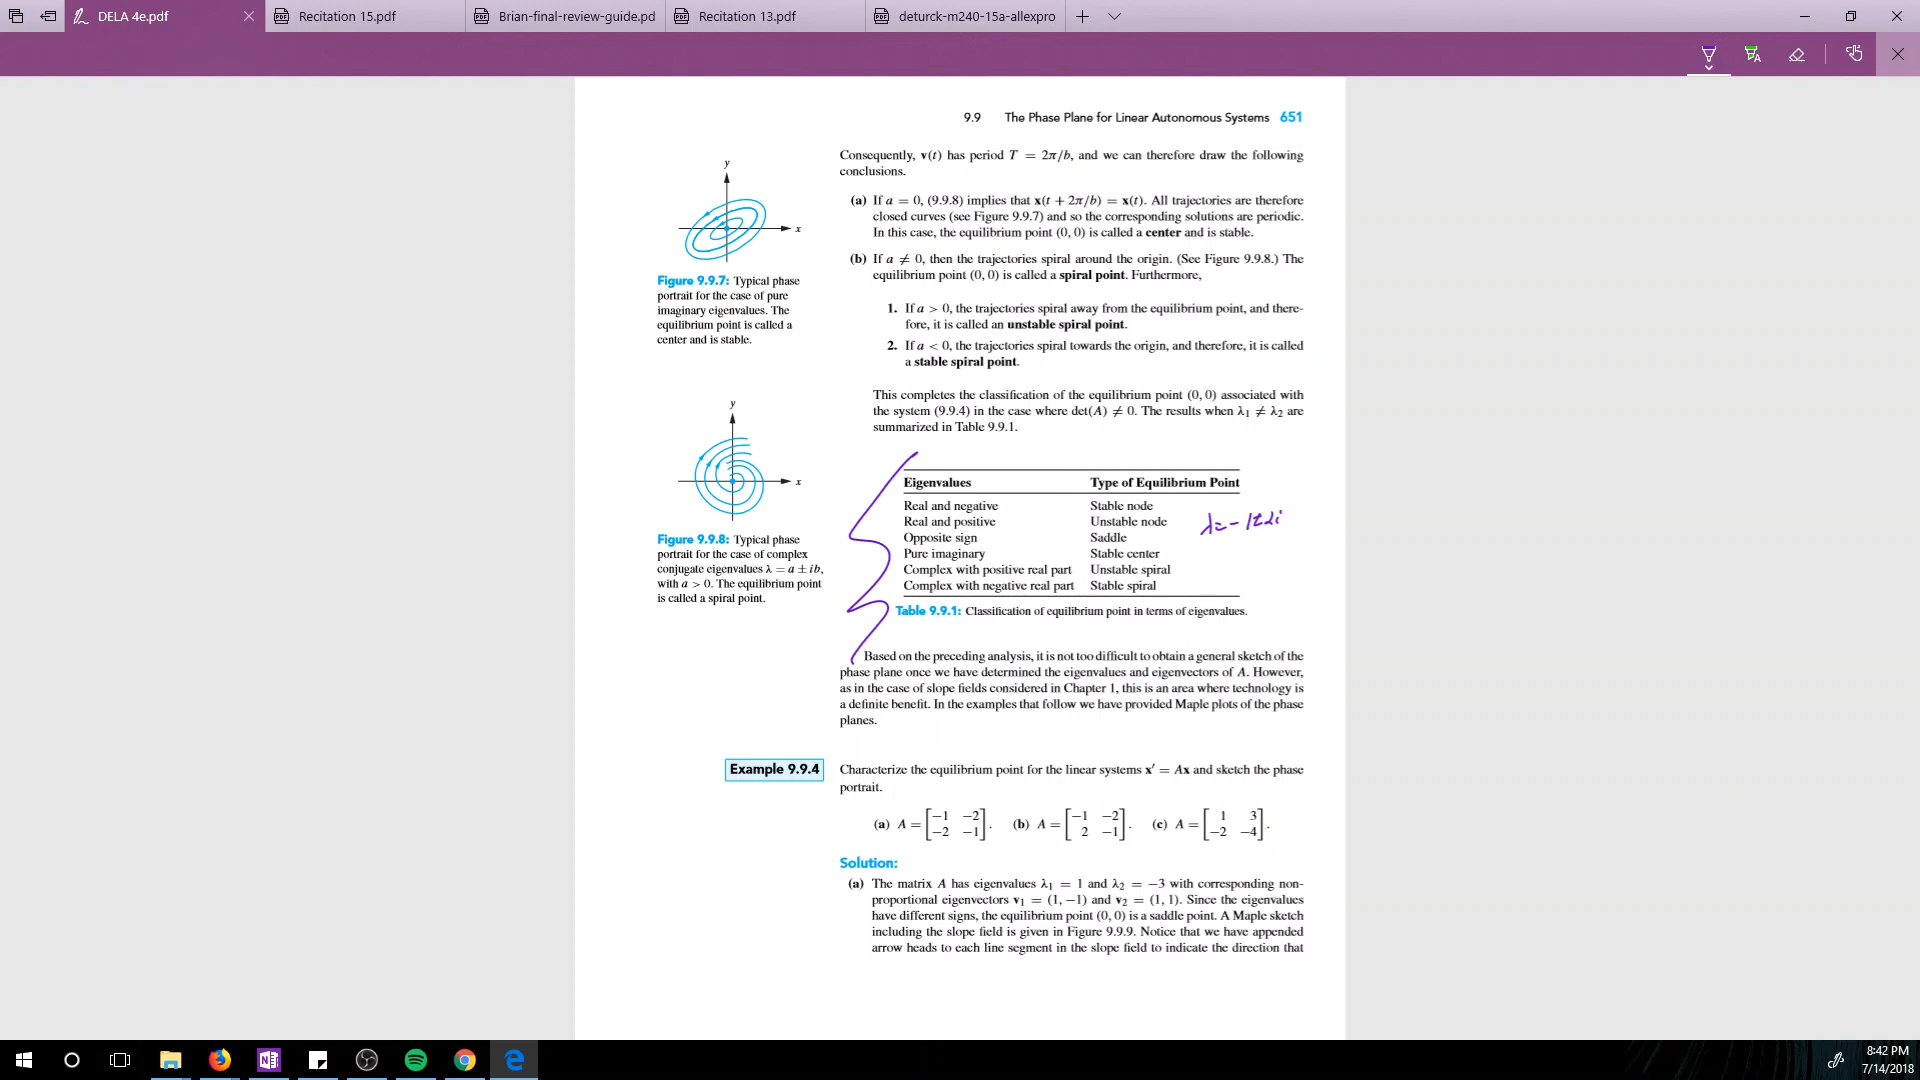 DELA 4e.pdf
Recitation 15.pdf
Brian-final-review-guide.pd
Recitation 13.pdf
deturck-m240-15a-allexpro
9.9 The Phase Plane for Linear Autonomous Systems 651
Consequently, v(t) has period T = 2π/b, and we can therefore draw the following
conclusions.
(a) If a = 0, (9.9.8) implies that x(t + 2π/b) = x(t). All trajectories are therefore
closed curves (see Figure 9.9.7) and so the corresponding solutions are periodic.
In this case, the equilibrium point (0, 0) is called a center and is stable.
(b) If a ≠ 0, then the trajectories spiral around the origin. (See Figure 9.9.8.) The
equilibrium point (0, 0) is called a spiral point. Furthermore,
1. If a > 0, the trajectories spiral away from the equilibrium point, and there-
fore, it is called an unstable spiral point.
2. If a < 0, the trajectories spiral towards the origin, and therefore, it is called
a stable spiral point.
This completes the classification of the equilibrium point (0, 0) associated with
the system (9.9.4) in the case where det(A) ≠ 0. The results when λ1 ≠ λ2 are
summarized in Table 9.9.1.
y
x
Figure 9.9.7: Typical phase
portrait for the case of pure
imaginary eigenvalues. The
equilibrium point is called a
center and is stable.
y
x
Figure 9.9.8: Typical phase
portrait for the case of complex
conjugate eigenvalues λ = a ± ib,
with a > 0. The equilibrium point
is called a spiral point.
Eigenvalues Type of Equilibrium Point
Real and negative Stable node
Real and positive Unstable node
Opposite sign Saddle
Pure imaginary Stable center
Complex with positive real part Unstable spiral
Complex with negative real part Stable spiral
λ=-1±2i
Table 9.9.1: Classification of equilibrium point in terms of eigenvalues.
Based on the preceding analysis, it is not too difficult to obtain a general sketch of the
phase plane once we have determined the eigenvalues and eigenvectors of A. However,
as in the case of slope fields considered in Chapter 1, this is an area where technology is
a definite benefit. In the examples that follow we have provided Maple plots of the phase
planes.
Example 9.9.4 Characterize the equilibrium point for the linear systems x′ = Ax and sketch the phase
portrait.
(a) A = [−1 −2; −2 −1]. (b) A = [−1 −2; 2 −1]. (c) A = [1 3; −2 −4].
Solution:
(a) The matrix A has eigenvalues λ1 = 1 and λ2 = −3 with corresponding non-
proportional eigenvectors v1 = (1, −1) and v2 = (1, 1). Since the eigenvalues
have different signs, the equilibrium point (0, 0) is a saddle point. A Maple sketch
including the slope field is given in Figure 9.9.9. Notice that we have appended
arrow heads to each line segment in the slope field to indicate the direction that
8:42 PM
7/14/2018